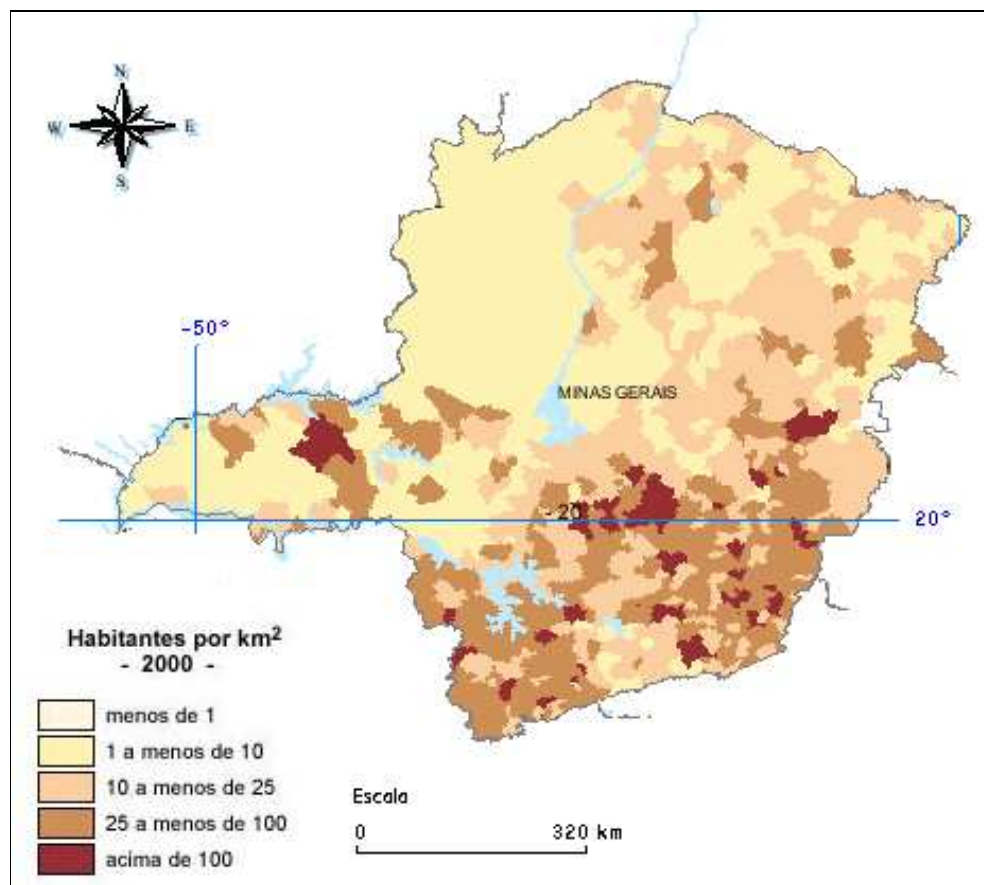 N
W E
S
-50°
MINAS GERAIS
- 20
20°
Habitantes por km²
- 2000 -
menos de 1
1 a menos de 10
10 a menos de 25
25 a menos de 100
acima de 100
Escala
0 320 km